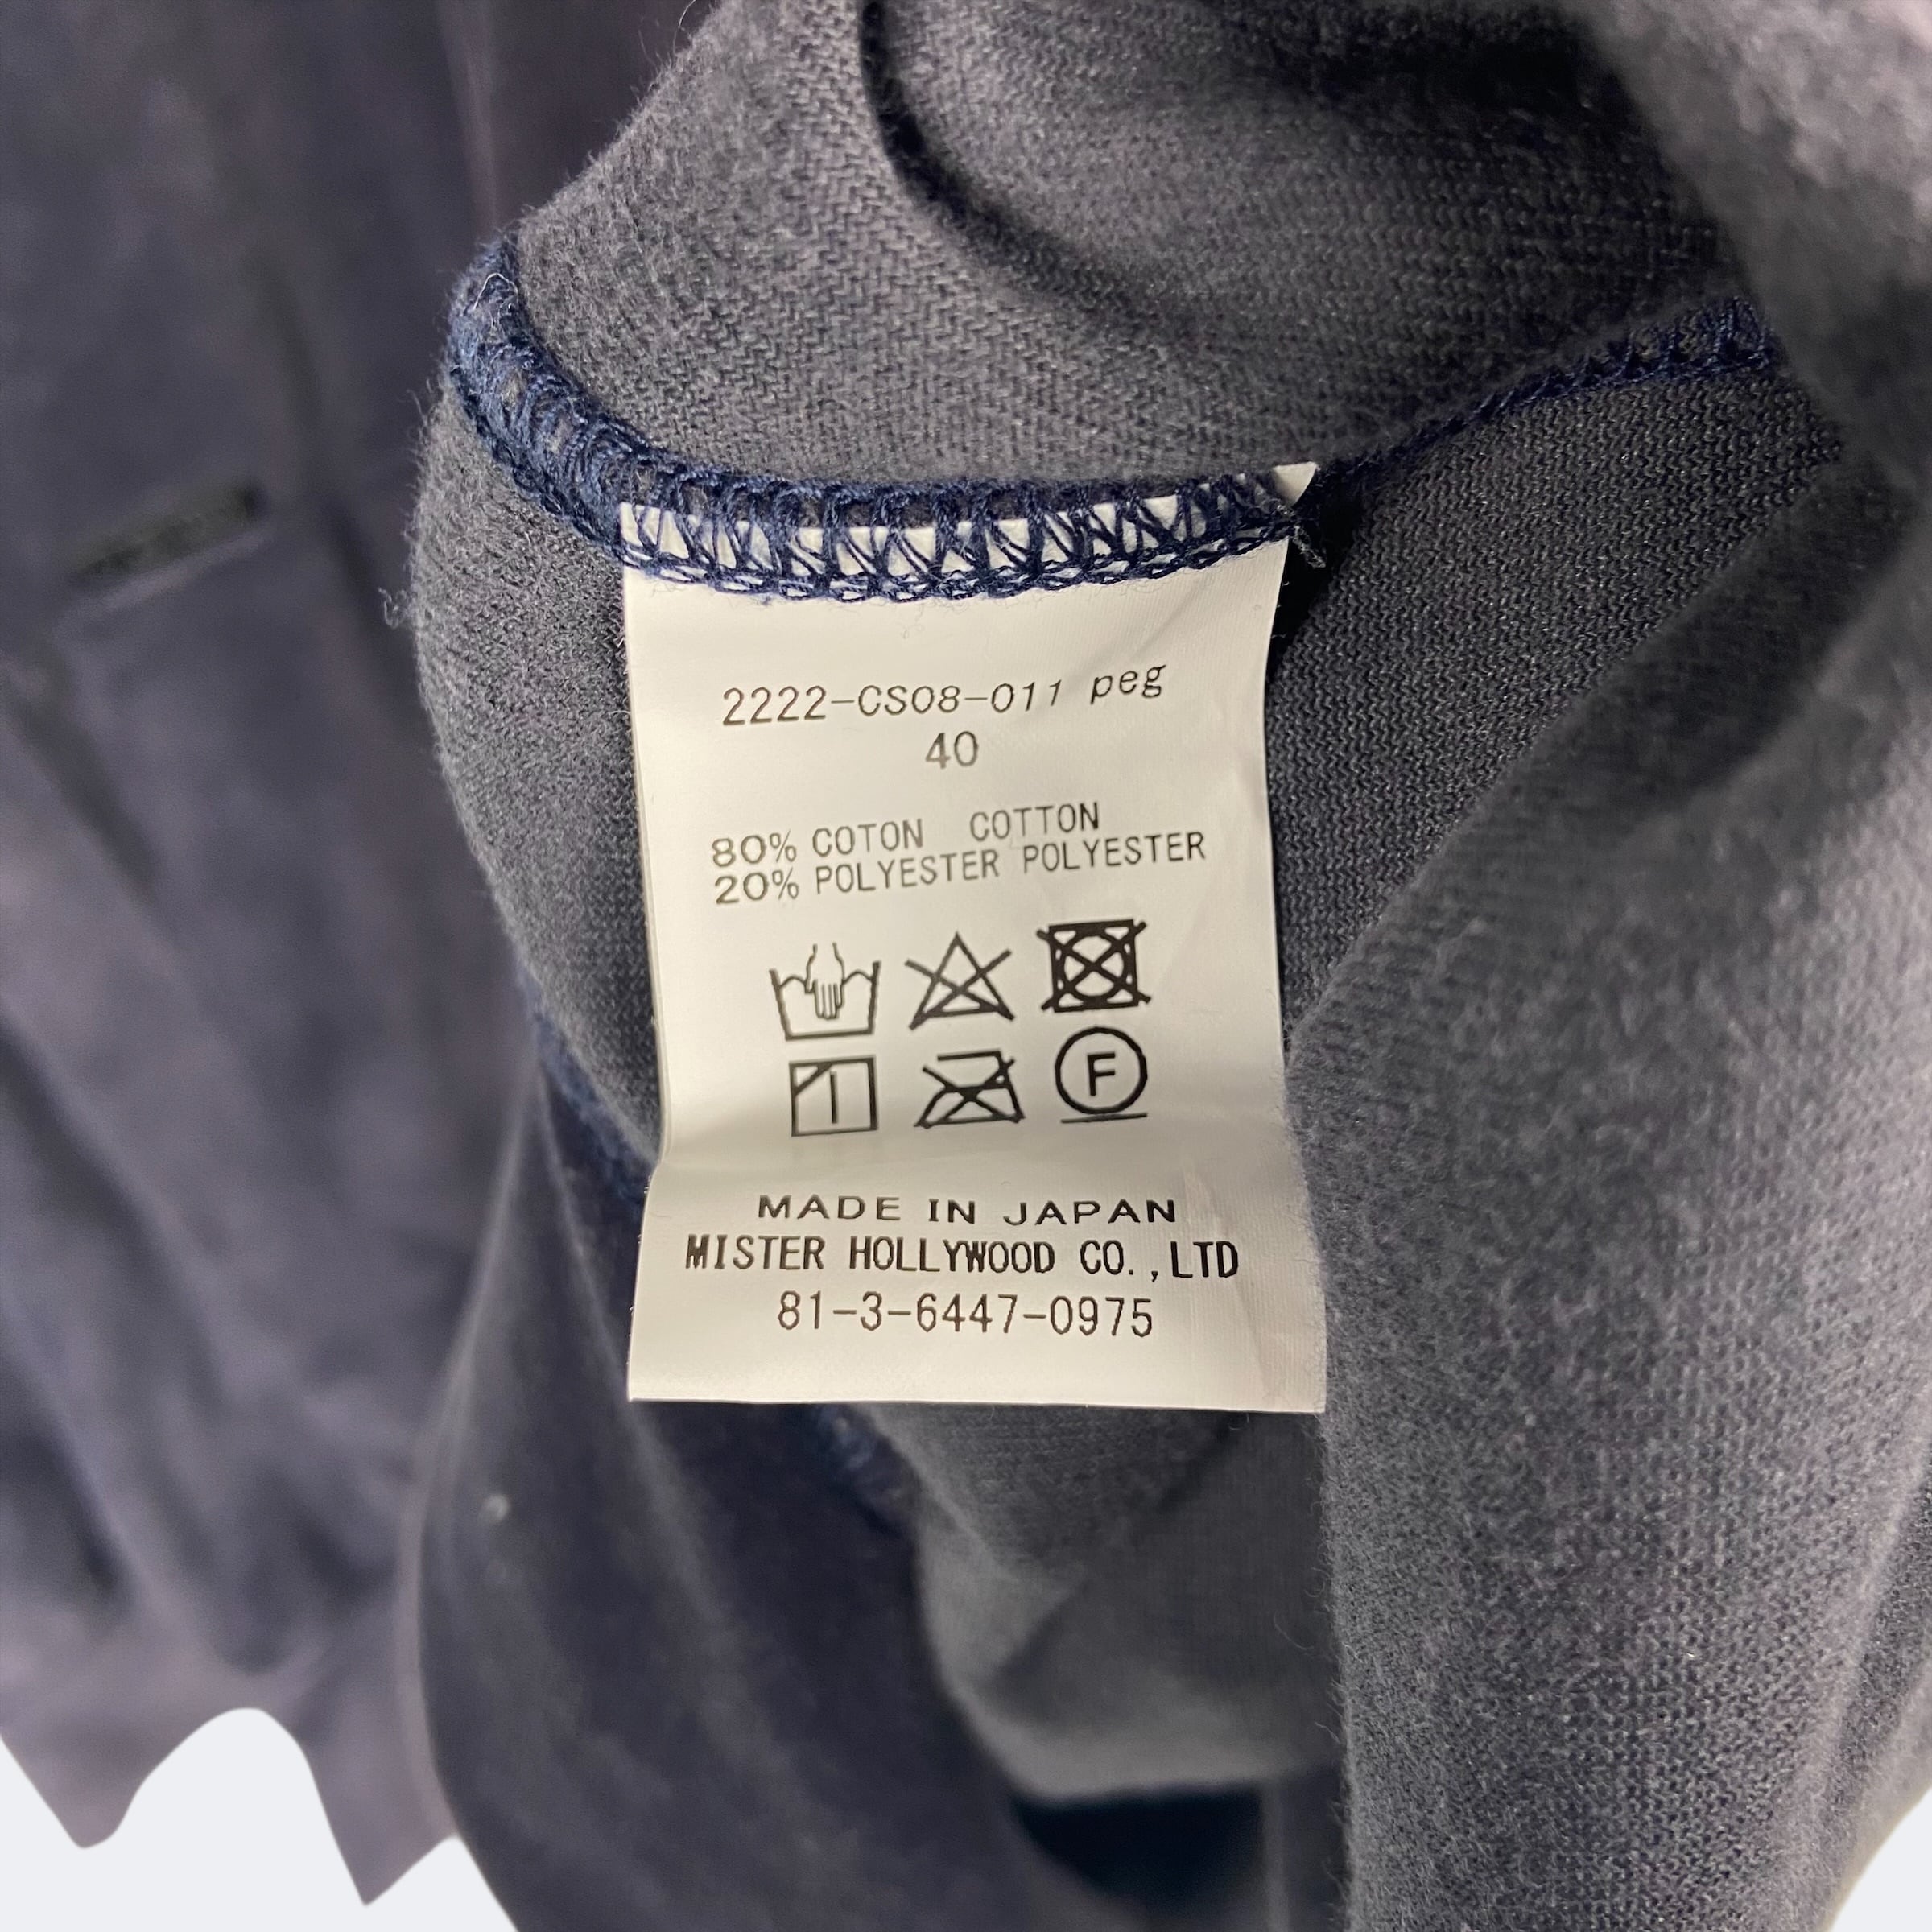 2222-CS08-011 peg
40
80% COTON COTTON
20% POLYESTER POLYESTER
F
MADE IN JAPAN
MISTER HOLLYWOOD CO.,LTD
81-3-6447-0975